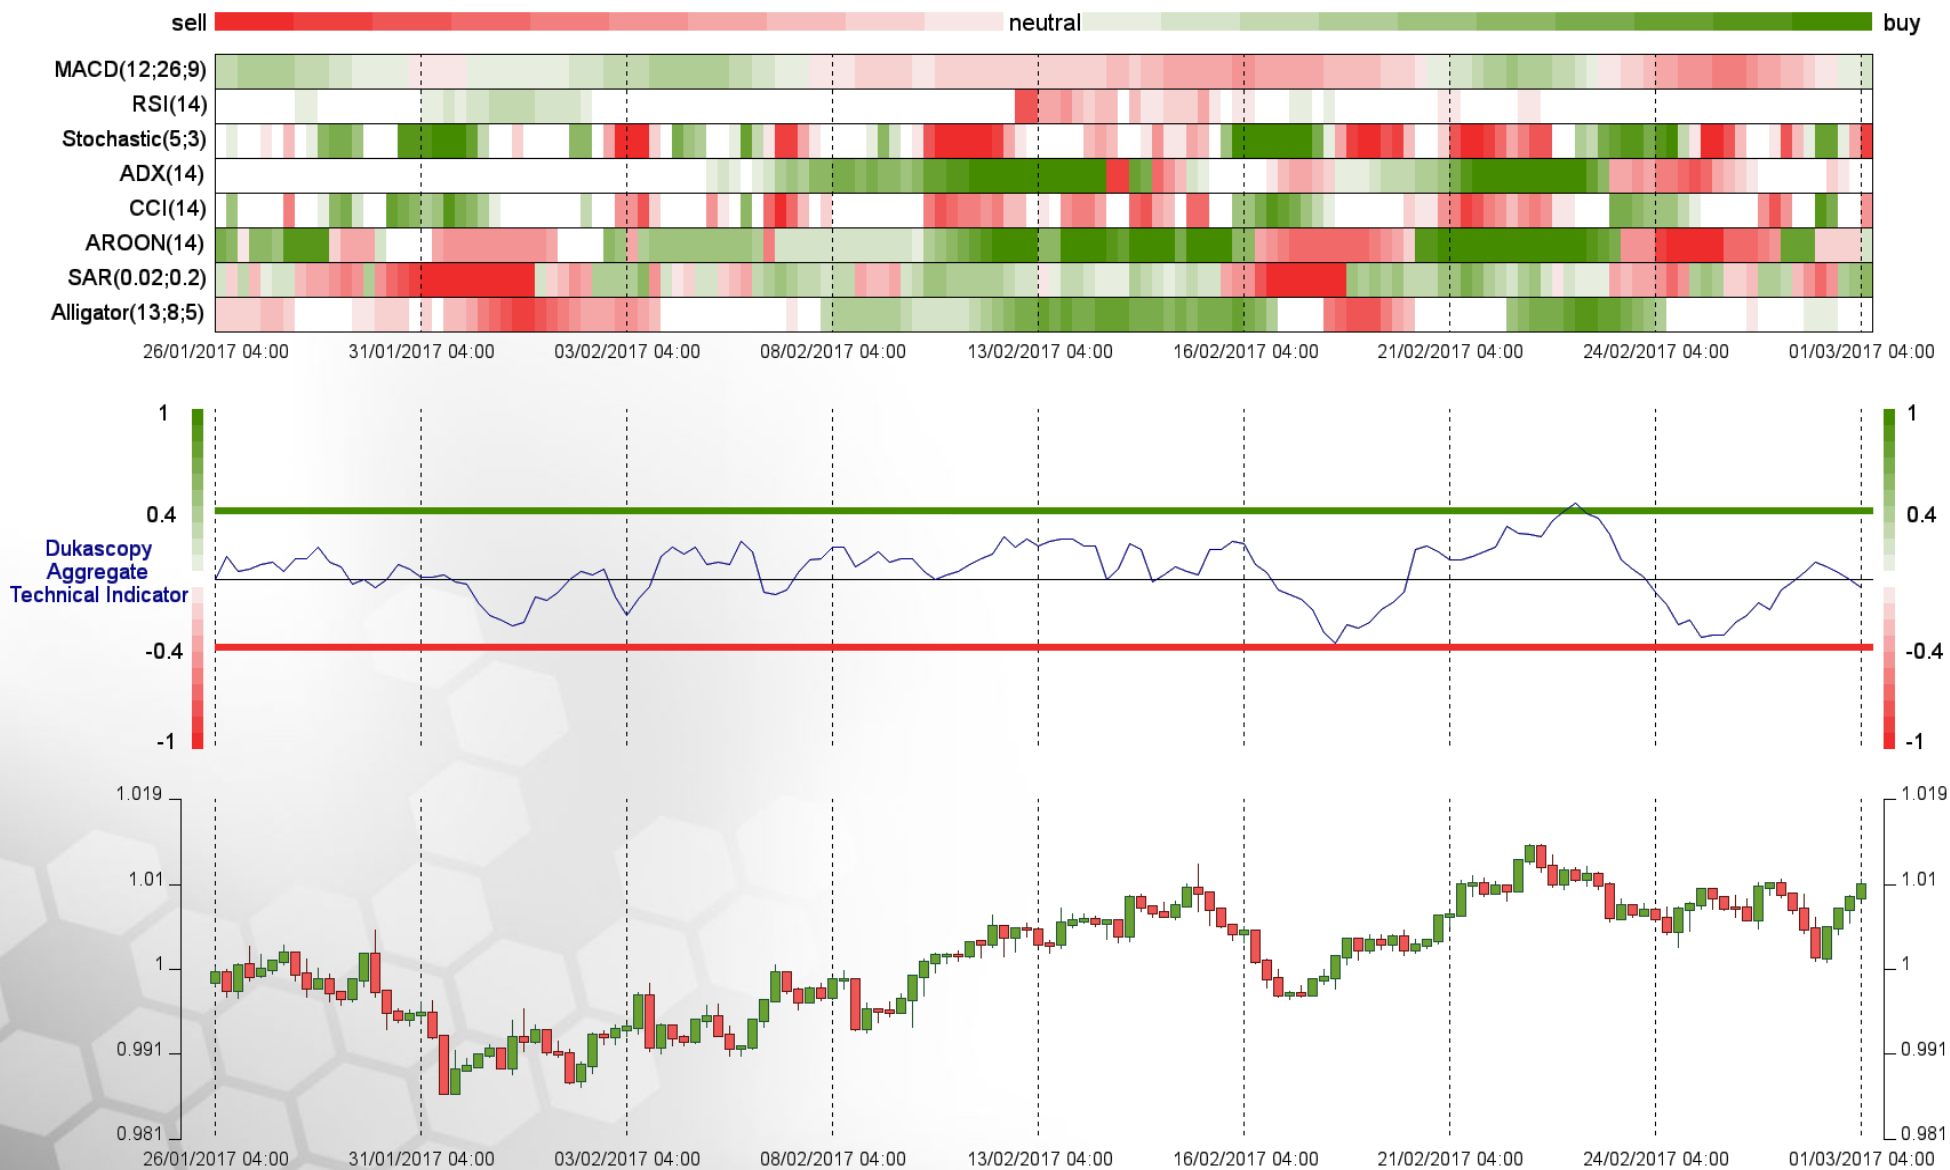 sell neutral buy
MACD(12;26;9)
RSI(14)
Stochastic(5;3)
ADX(14)
CCI(14)
AROON(14)
SAR(0.02;0.2)
Alligator(13;8;5)
26/01/2017 04:00 31/01/2017 04:00 03/02/2017 04:00 08/02/2017 04:00 13/02/2017 04:00 16/02/2017 04:00 21/02/2017 04:00 24/02/2017 04:00 01/03/2017 04:00
1 1
0.4 0.4
Dukascopy
Aggregate
Technical Indicator
-0.4 -0.4
-1 -1
1.019 1.019
1.01 1.01
1 1
0.991 0.991
0.981 0.981
26/01/2017 04:00 31/01/2017 04:00 03/02/2017 04:00 08/02/2017 04:00 13/02/2017 04:00 16/02/2017 04:00 21/02/2017 04:00 24/02/2017 04:00 01/03/2017 04:00